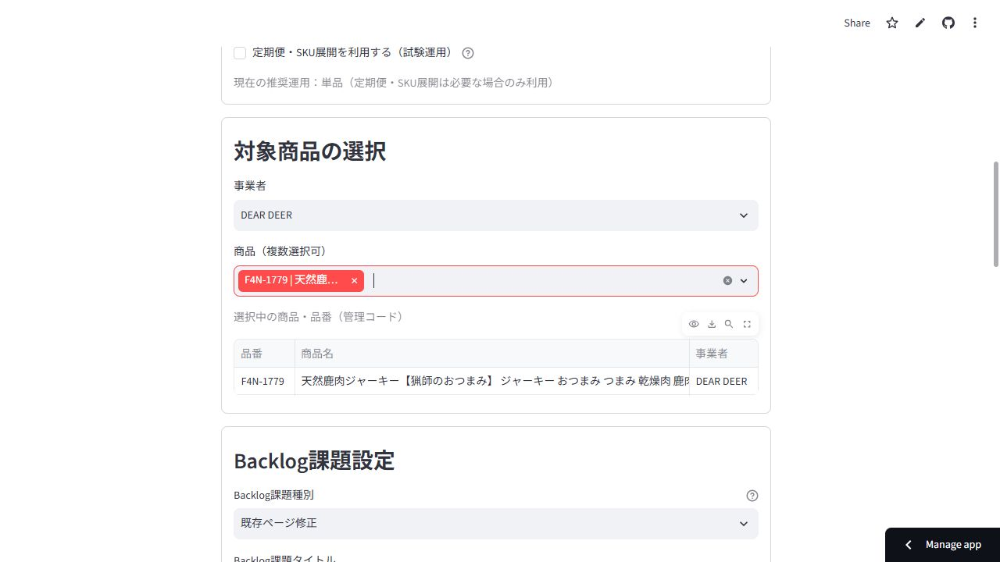 Share
定期便・SKU展開を利用する（試験運用）
現在の推奨運用：単品（定期便・SKU展開は必要な場合のみ利用）
対象商品の選択
事業者
DEAR DEER
商品（複数選択可）
F4N-1779 | 天然鹿…
選択中の商品・品番（管理コード）
品番 商品名 事業者
F4N-1779 天然鹿肉ジャーキー【猟師のおつまみ】 ジャーキー おつまみ つまみ 乾燥肉 鹿肉 DEAR DEER
Backlog課題設定
Backlog課題種別
既存ページ修正
Backlog課題タイトル
Manage app